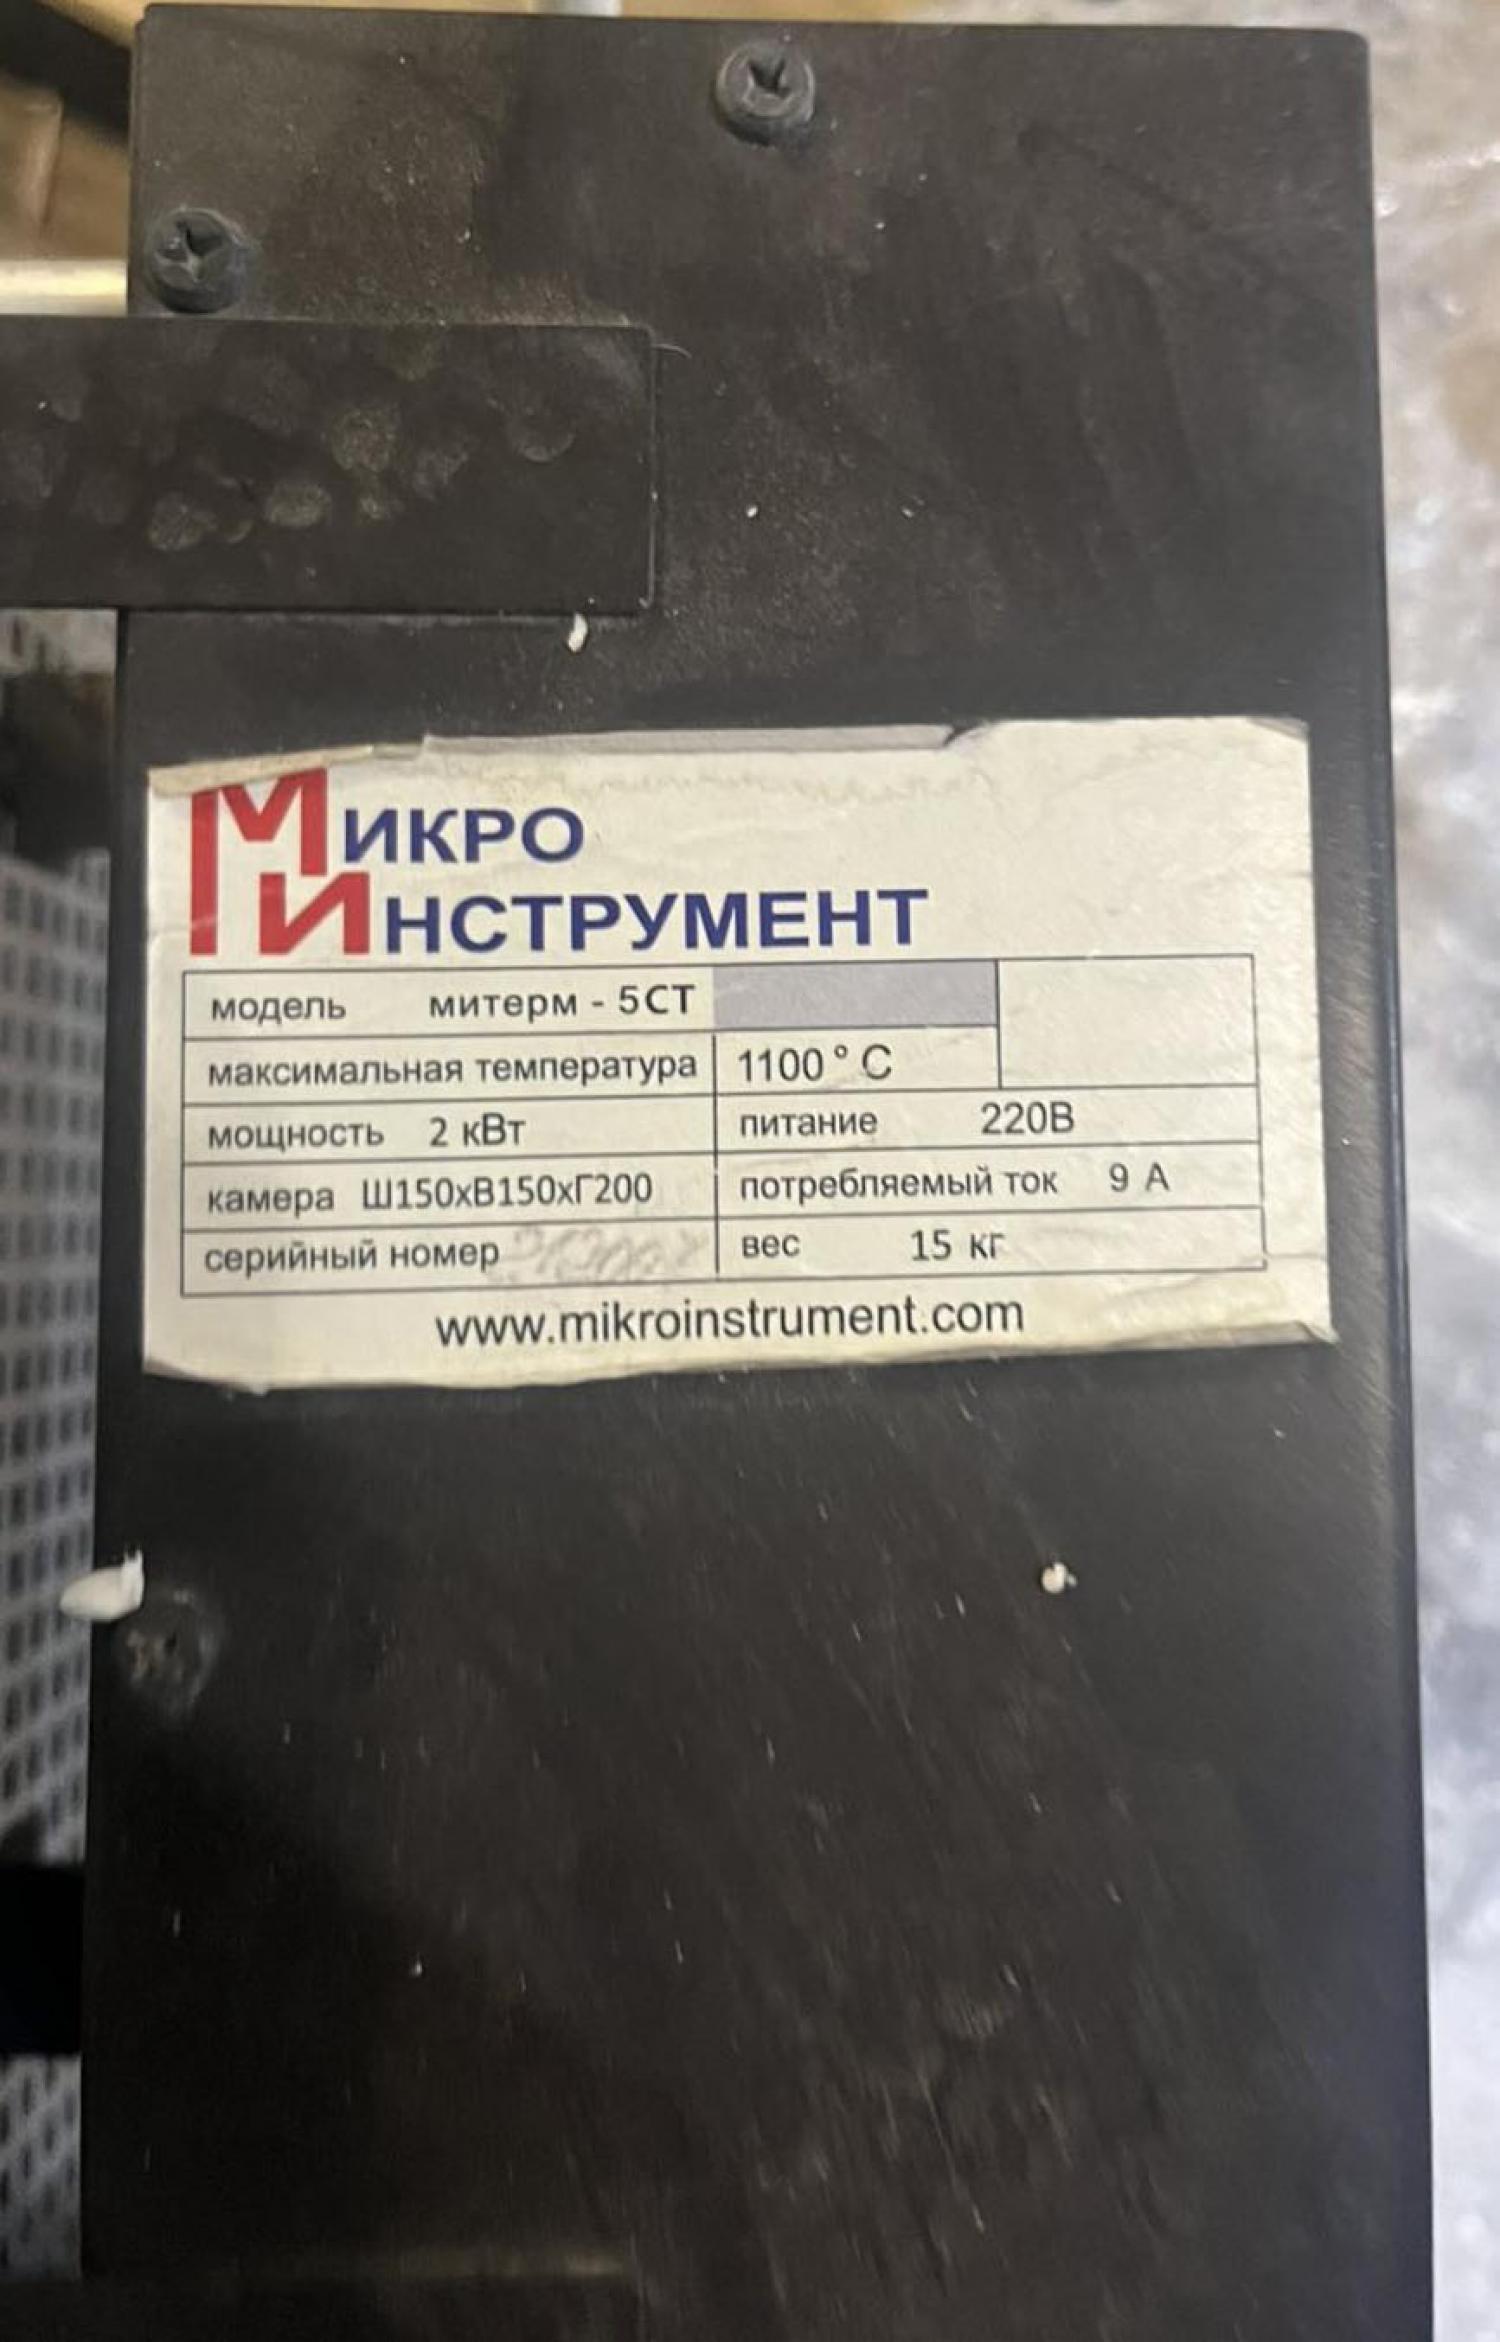 Микро
Инструмент
модель митерм - 5СТ
максимальная температура 1100 ° С
мощность 2 кВт питание 220В
камера Ш150хВ150хГ200 потребляемый ток 9 А
серийный номер вес 15 кг
www.mikroinstrument.com